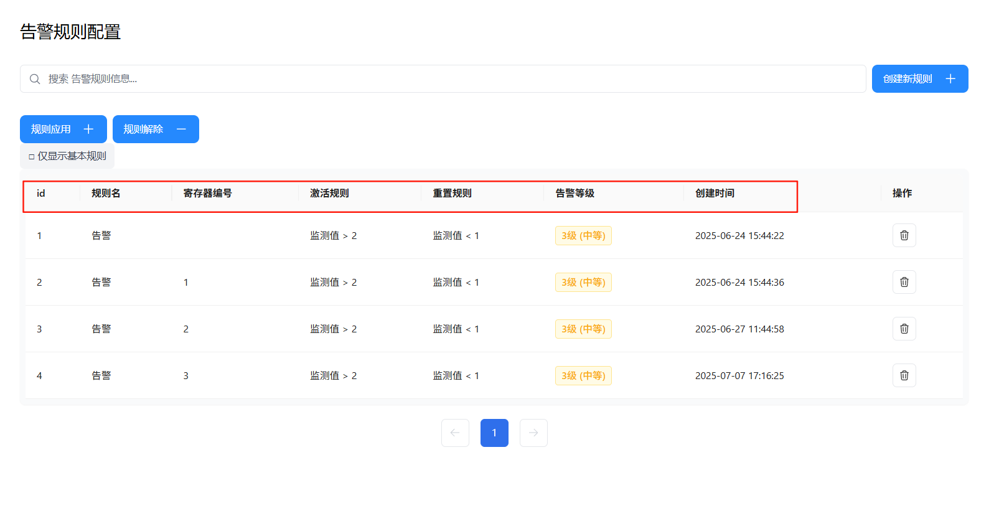 告警规则配置
搜索 告警规则信息...
创建新规则
规则应用
规则解除
仅显示基本规则
id 规则名 寄存器编号 激活规则 重置规则 告警等级 创建时间 操作
1 告警 监测值 > 2 监测值 < 1 3级 (中等) 2025-06-24 15:44:22
2 告警 1 监测值 > 2 监测值 < 1 3级 (中等) 2025-06-24 15:44:36
3 告警 2 监测值 > 2 监测值 < 1 3级 (中等) 2025-06-27 11:44:58
4 告警 3 监测值 > 2 监测值 < 1 3级 (中等) 2025-07-07 17:16:25
1